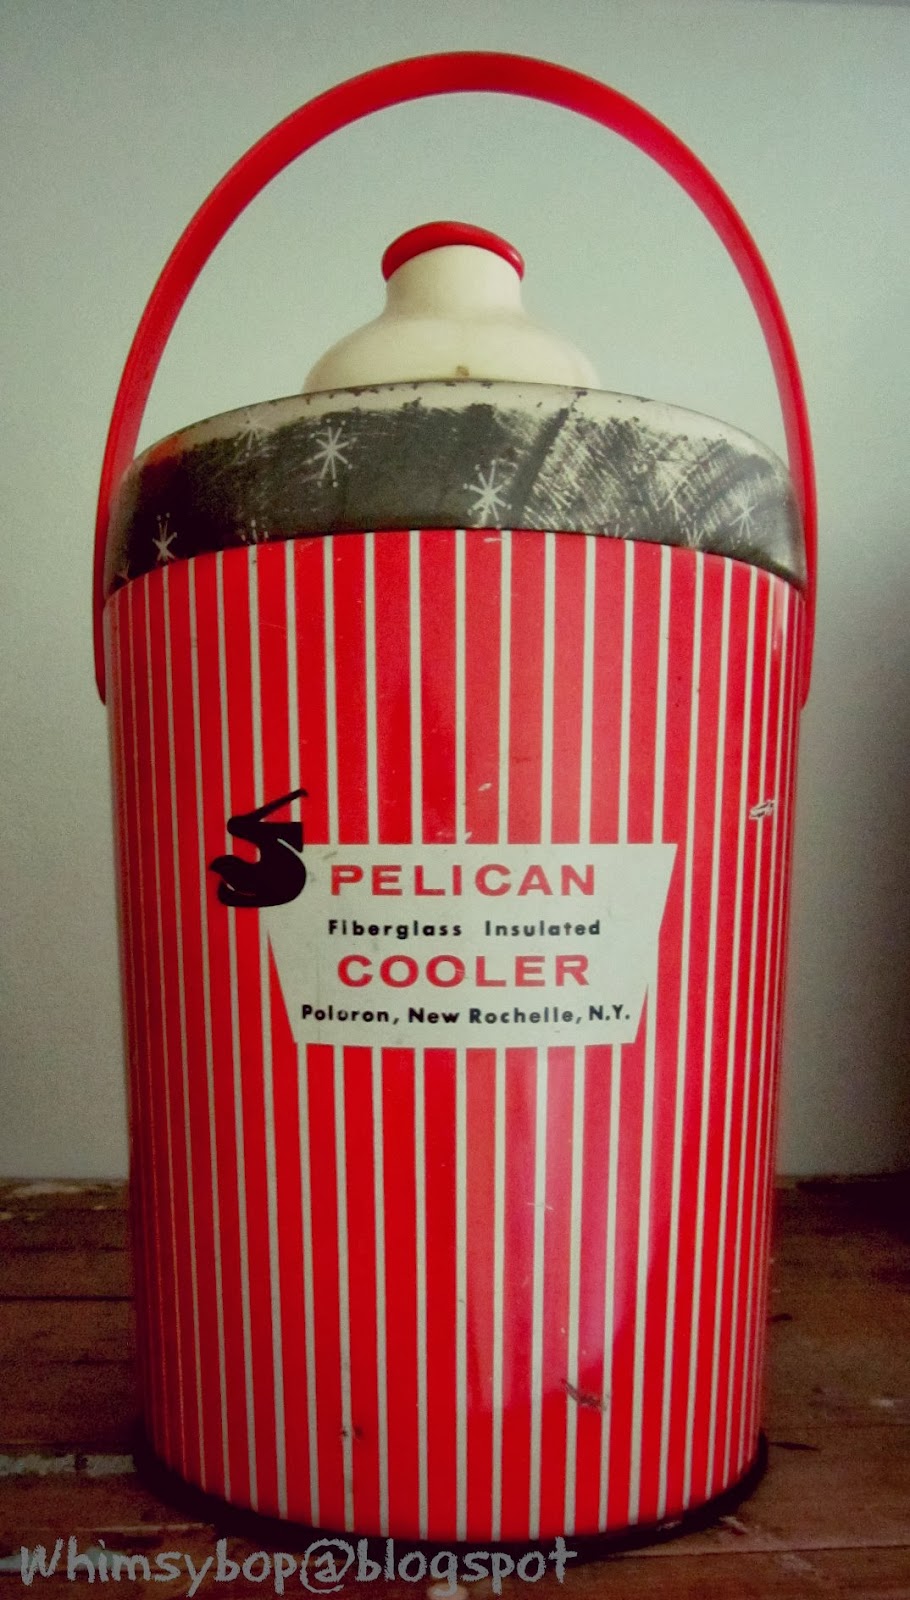 PELICAN
Fiberglass Insulated
COOLER
Poloron, New Rochelle, N.Y.
Whimsybop@blogspot